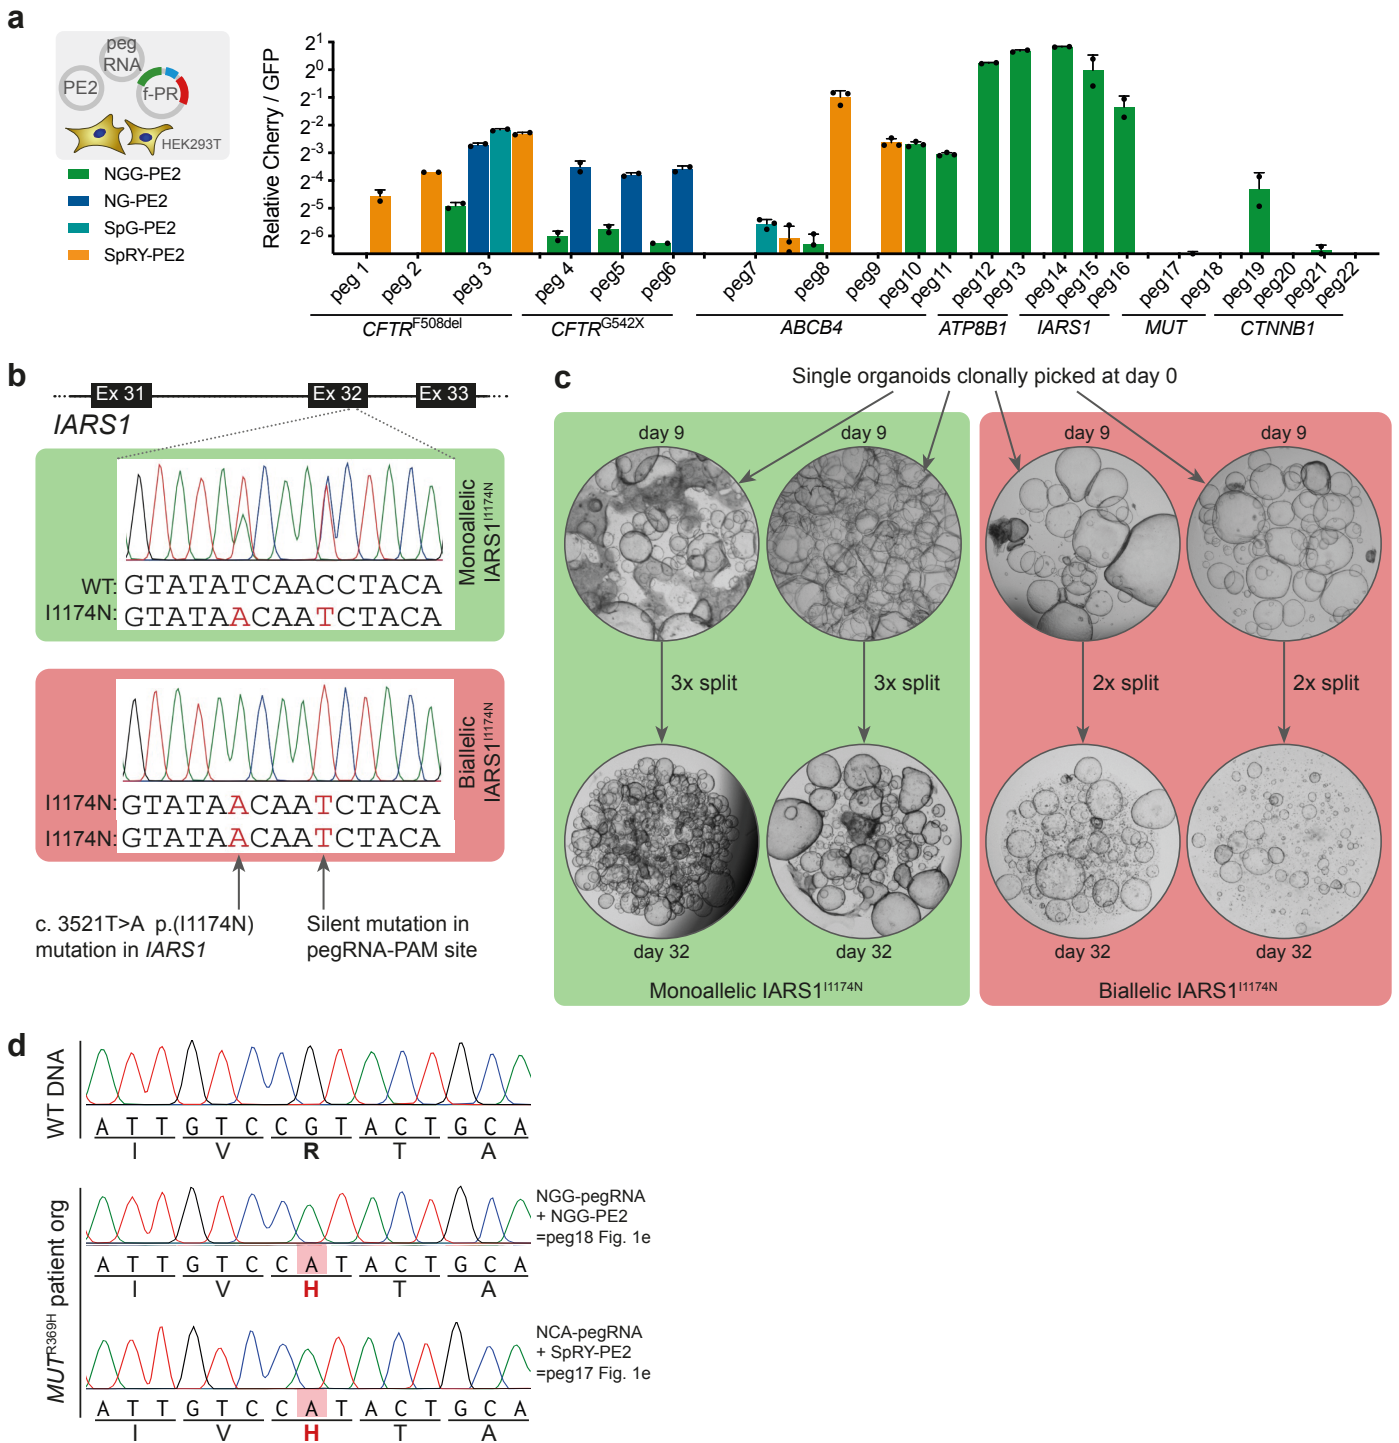 a
peg
RNA
PE2
f-PR
HEK293T
NGG-PE2
NG-PE2
SpG-PE2
SpRY-PE2
Relative Cherry / GFP
2^1
2^0
2^-1
2^-2
2^-3
2^-4
2^-5
2^-6
peg 1 peg 2 peg 3 peg 4 peg5 peg6 peg7 peg8 peg9 peg10 peg11 peg12 peg13 peg14 peg15 peg16 peg17 peg18 peg19 peg20 peg21 peg22
CFTR^F508del CFTR^G542X ABCB4 ATP8B1 IARS1 MUT CTNNB1
b
Ex 31 Ex 32 Ex 33
IARS1
WT: GTATATCAACCTACA
I1174N: GTATAACAATCTACA
Monoallelic
IARS1^I1174N
I1174N: GTATAACAATCTACA
I1174N: GTATAACAATCTACA
Biallelic
IARS1^I1174N
c. 3521T>A p.(I1174N)
mutation in IARS1
Silent mutation in
pegRNA-PAM site
c
Single organoids clonally picked at day 0
day 9 day 9 day 9 day 9
3x split 3x split 2x split 2x split
day 32 day 32 day 32 day 32
Monoallelic IARS1^I1174N Biallelic IARS1^I1174N
d
WT DNA
A T T G T C C G T A C T G C A
I V R T A
MUT^R369H patient org
NGG-pegRNA
+ NGG-PE2
=peg18 Fig. 1e
A T T G T C C A T A C T G C A
I V H T A
NCA-pegRNA
+ SpRY-PE2
=peg17 Fig. 1e
A T T G T C C A T A C T G C A
I V H T A